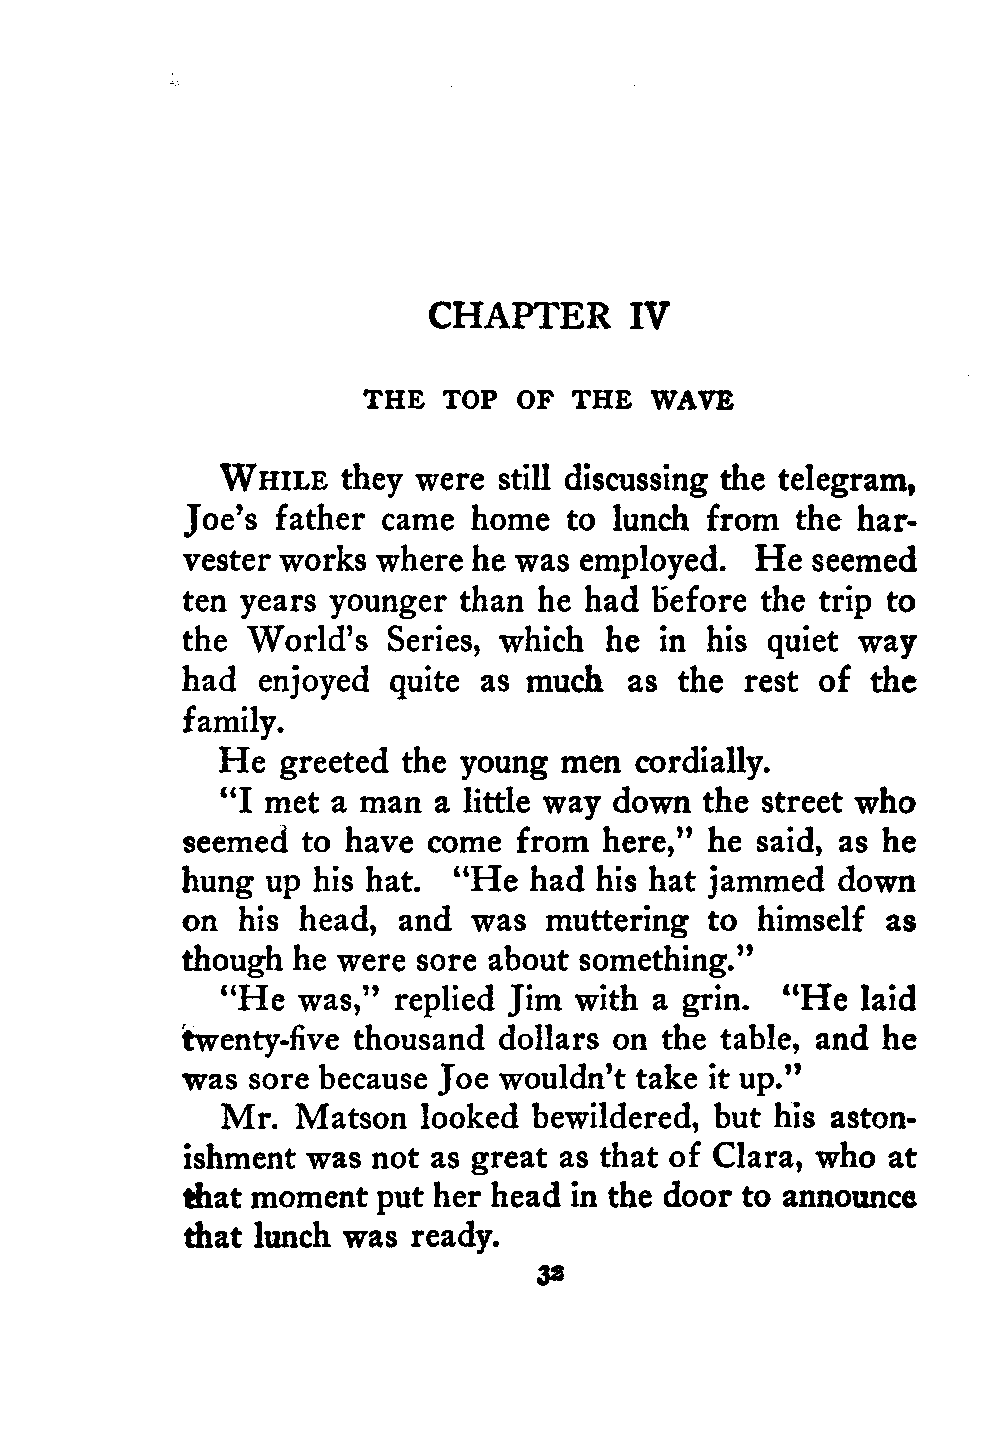 CHAPTER IV
THE TOP OF THE WAVE
WHILE they were still discussing the telegram,
Joe's father came home to lunch from the har-
vester works where he was employed. He seemed
ten years younger than he had before the trip to
the World's Series, which he in his quiet way
had enjoyed quite as much as the rest of the
family.
He greeted the young men cordially.
"I met a man a little way down the street who
seemed to have come from here," he said, as he
hung up his hat. "He had his hat jammed down
on his head, and was muttering to himself as
though he were sore about something."
"He was," replied Jim with a grin. "He laid
twenty-five thousand dollars on the table, and he
was sore because Joe wouldn't take it up."
Mr. Matson looked bewildered, but his aston-
ishment was not as great as that of Clara, who at
that moment put her head in the door to announce
that lunch was ready.
32